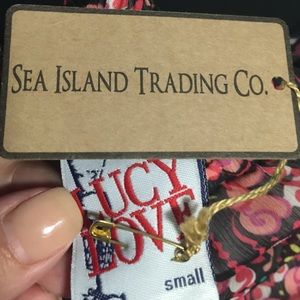 SEA ISLAND TRADING CO.
LUCY
LOVE
small